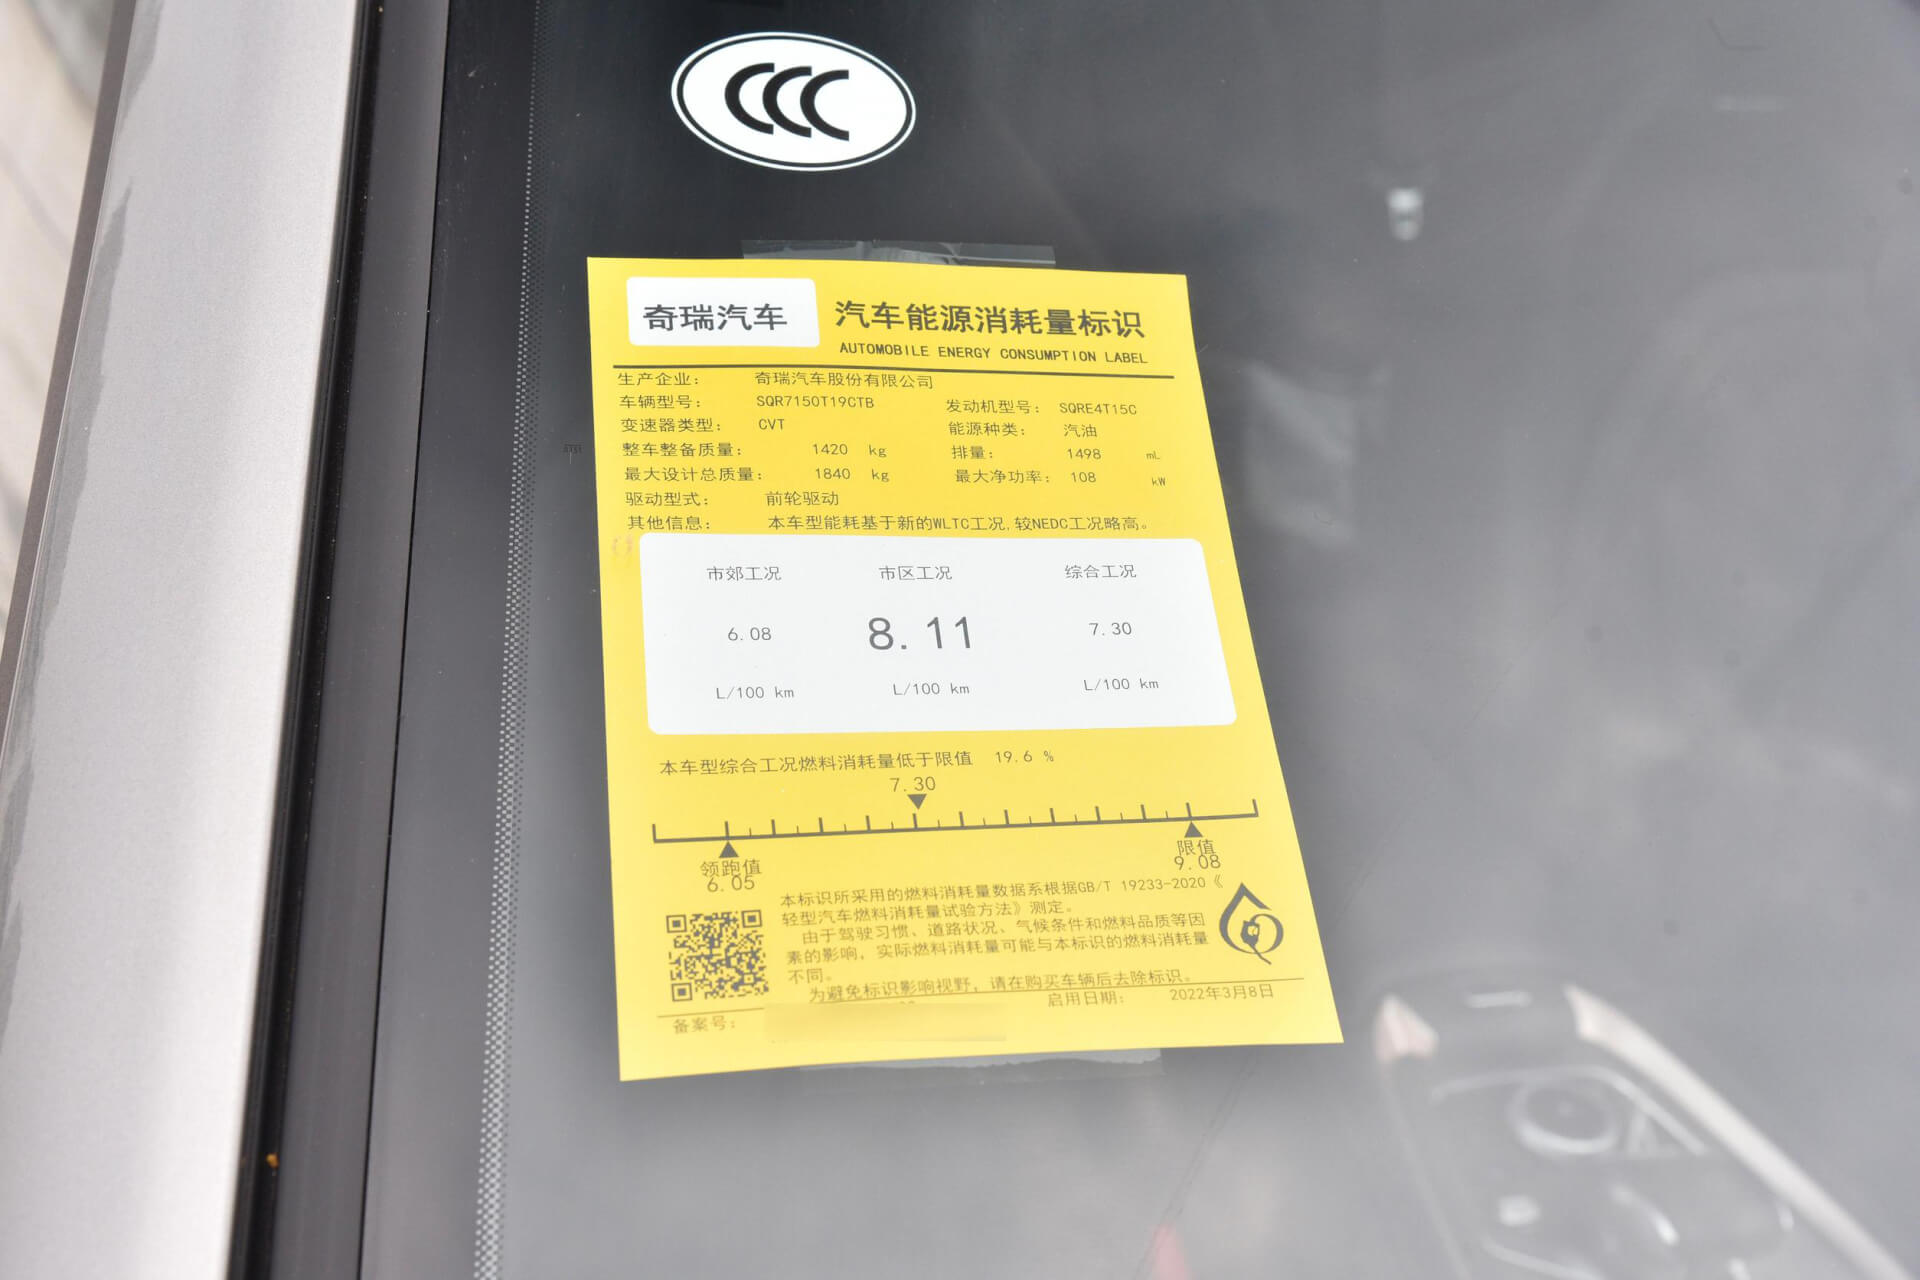 CCC
奇瑞汽车 汽车能源消耗量标识
AUTOMOBILE ENERGY CONSUMPTION LABEL
生产企业： 奇瑞汽车股份有限公司
车辆型号： SQR7150T19CTB 发动机型号： SQRE4T15C
变速器类型： CVT 能源种类： 汽油
整车整备质量： 1420 kg 排量： 1498 mL
最大设计总质量： 1840 kg 最大净功率： 108 kW
驱动型式： 前轮驱动
其他信息： 本车型能耗基于新的WLTC工况,较NEDC工况略高。
市郊工况 市区工况 综合工况
6.08 8.11 7.30
L/100 km L/100 km L/100 km
本车型综合工况燃料消耗量低于限值 19.6 %
7.30
领跑值 限值
6.05 9.08
本标识所采用的燃料消耗量数据系根据GB/T 19233-2020《
轻型汽车燃料消耗量试验方法》测定。
由于驾驶习惯、道路状况、气候条件和燃料品质等因
素的影响，实际燃料消耗量可能与本标识的燃料消耗量
不同。
为避免标识影响视野，请在购买车辆后去除标识。
备案号： 启用日期： 2022年3月8日